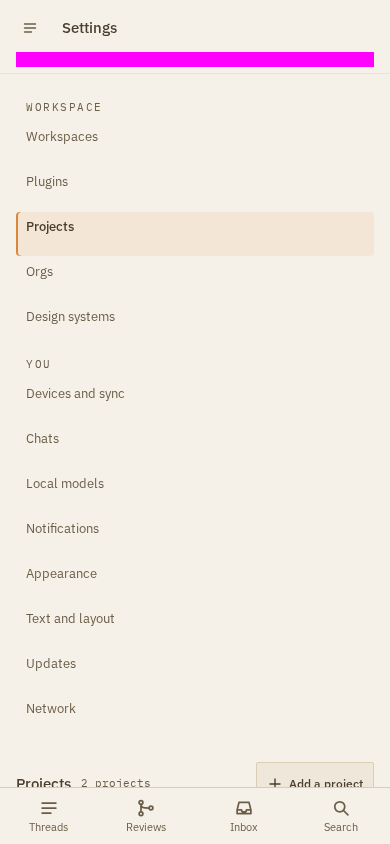 Settings
WORKSPACE
Workspaces
Plugins
Projects
Orgs
Design systems
YOU
Devices and sync
Chats
Local models
Notifications
Appearance
Text and layout
Updates
Network
Projects 2 projects Add a project
Threads Reviews Inbox Search